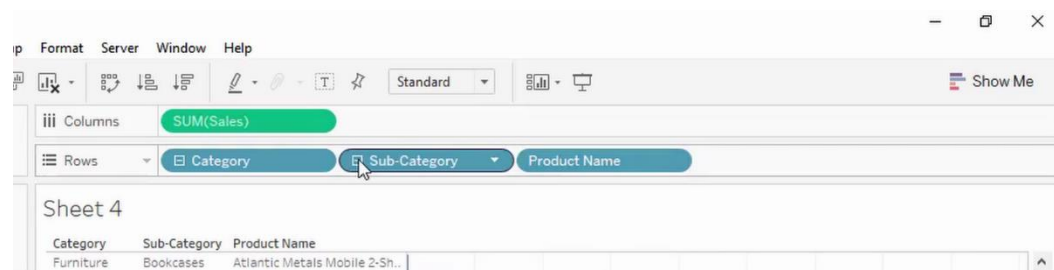 Format Server Window Help
Standard Show Me
Columns SUM(Sales)
Rows Category Sub-Category Product Name
Sheet 4
Category Sub-Category Product Name
Furniture Bookcases Atlantic Metals Mobile 2-Sh..